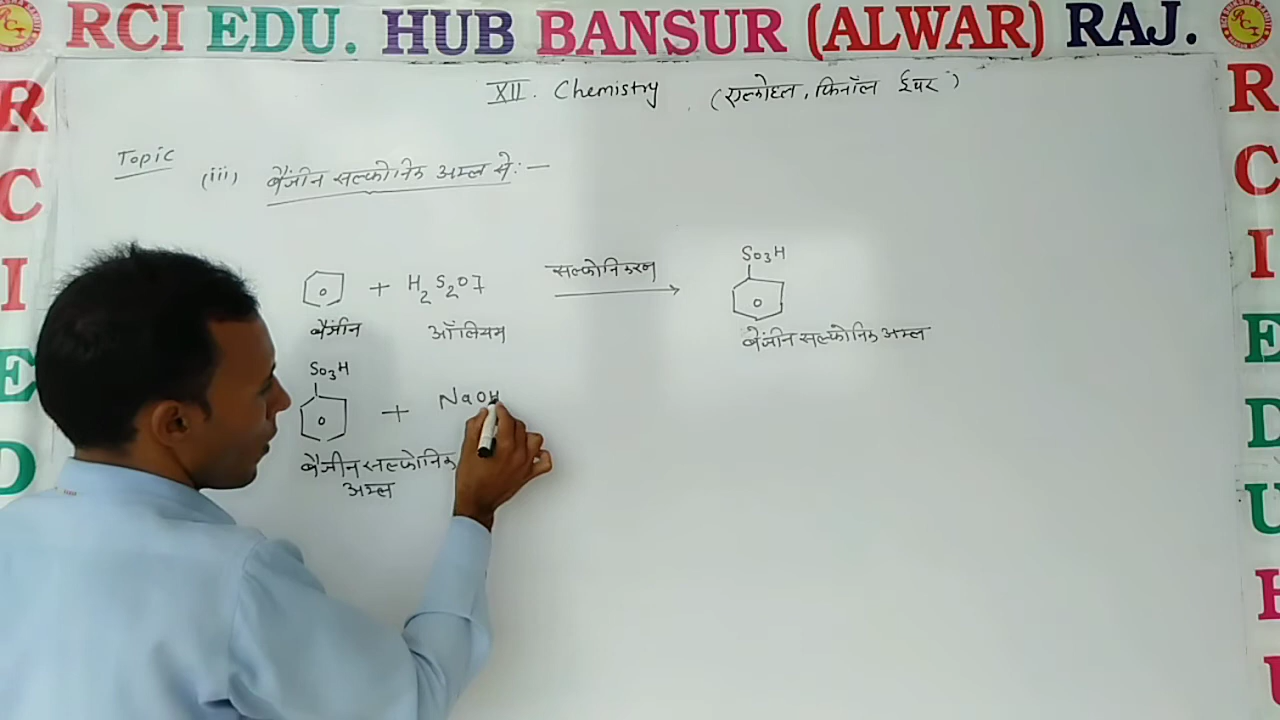 RCI EDU. HUB BANSUR (ALWAR) RAJ.
R
C
I
E
D
R
C
I
E
D
U
H
U
XII. Chemistry (एल्कोहल, फिनॉल ईथर)
Topic (iii) बैंजीन सल्फोनिक अम्ल से:-
SO3H
+ H2S2O7 सल्फोनिकरण
बैंजीन ऑलियम बेंजीन सल्फोनिक अम्ल
SO3H
+ NaOH
बैंजीन सल्फोनिक
अम्ल